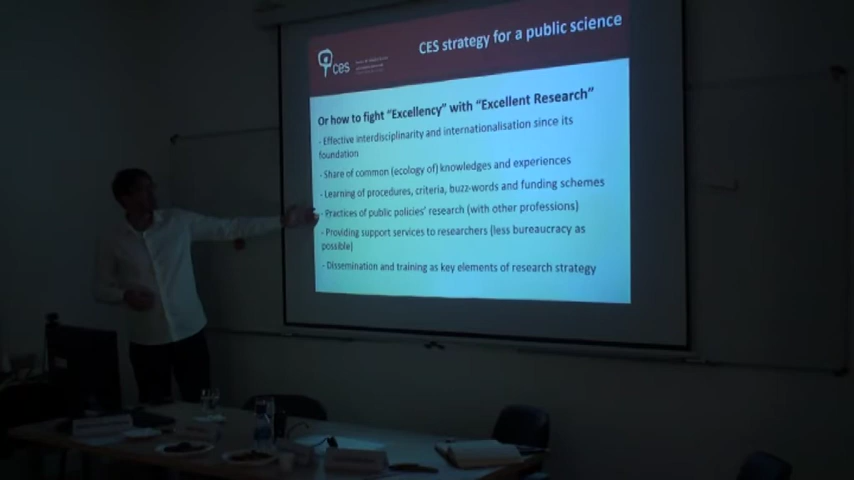 CES strategy for a public science
ces
Or how to fight “Excellency” with “Excellent Research”
- Effective interdisciplinarity and internationalisation since its
foundation
- Share of common (ecology of) knowledges and experiences
- Learning of procedures, criteria, buzz-words and funding schemes
- Practices of public policies’ research (with other professions)
- Providing support services to researchers (less bureaucracy as
possible)
- Dissemination and training as key elements of research strategy